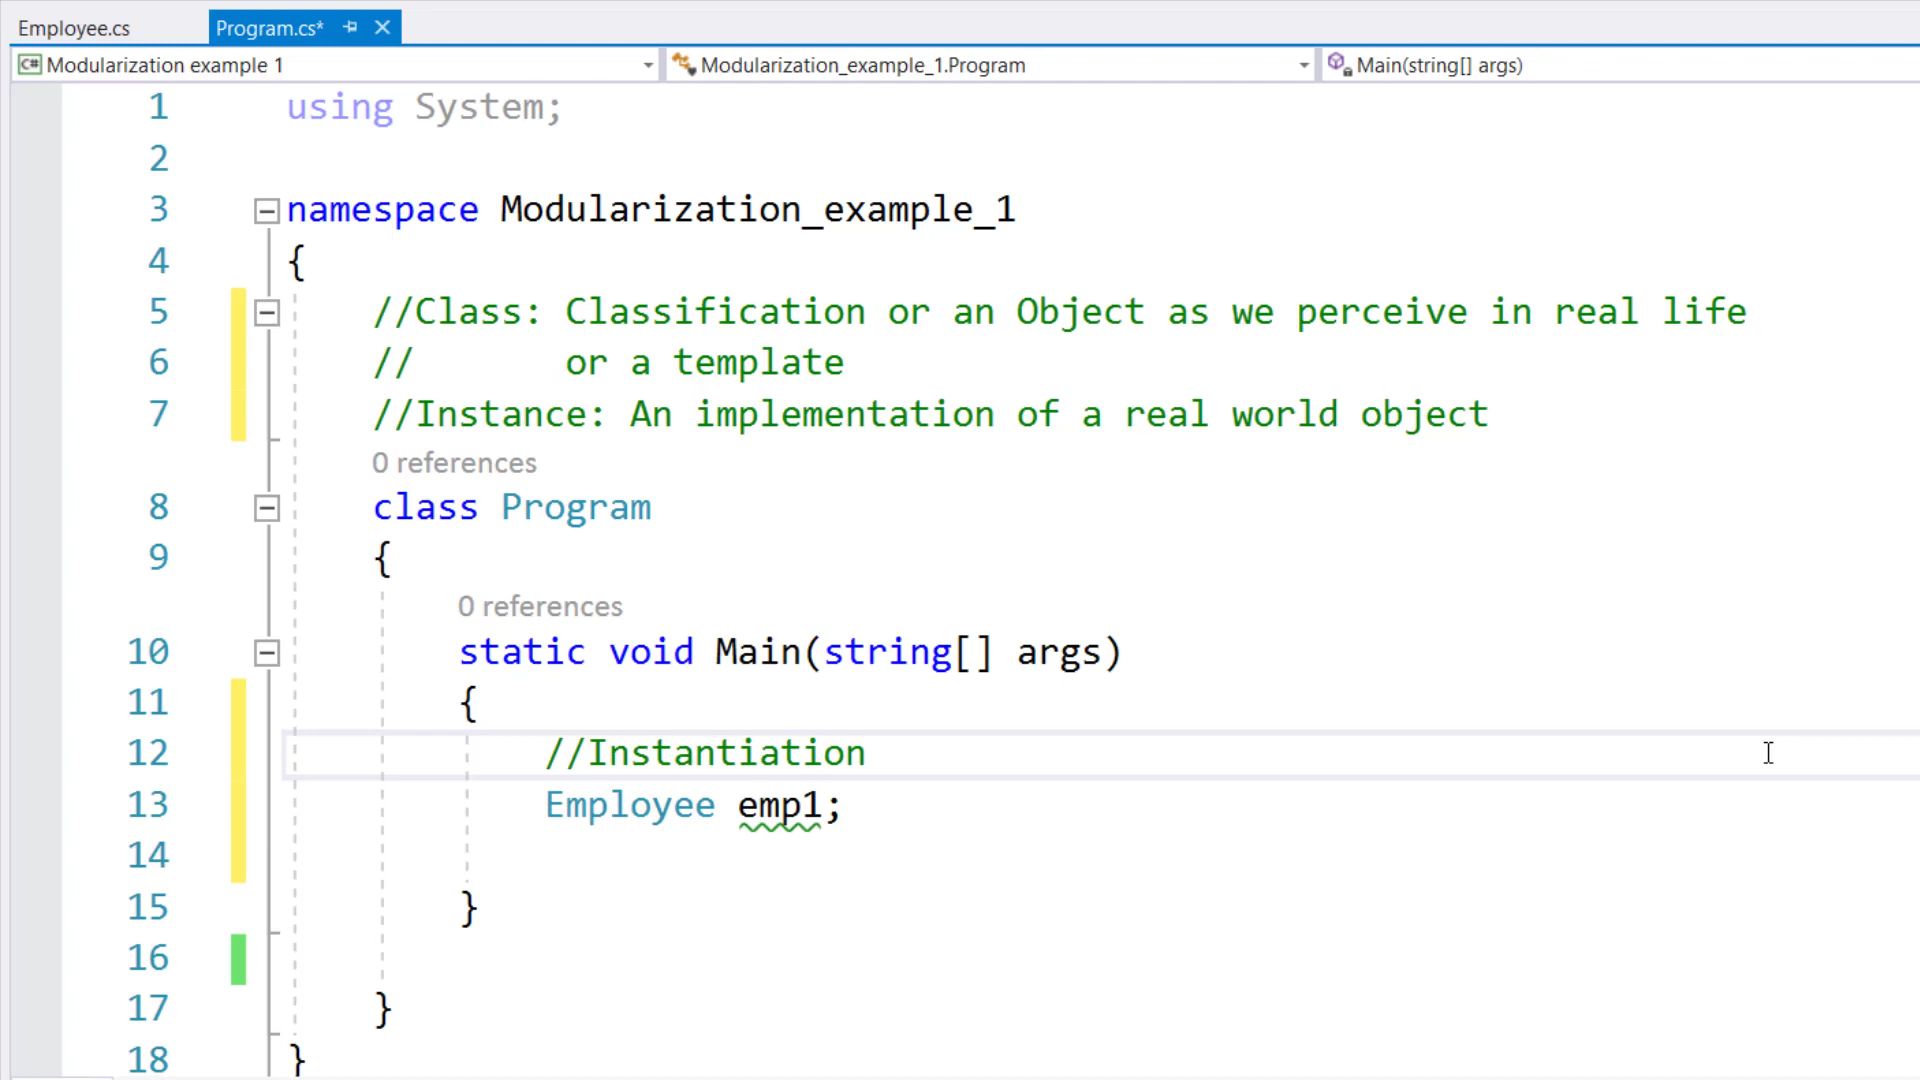 Employee.cs Program.cs*
C# Modularization example 1 Modularization_example_1.Program Main(string[] args)
1 using System;
2
3 namespace Modularization_example_1
4 {
5 //Class: Classification or an Object as we perceive in real life
6 // or a template
7 //Instance: An implementation of a real world object
0 references
8 class Program
9 {
0 references
10 static void Main(string[] args)
11 {
12 //Instantiation
13 Employee emp1;
14
15 }
16
17 }
18 }